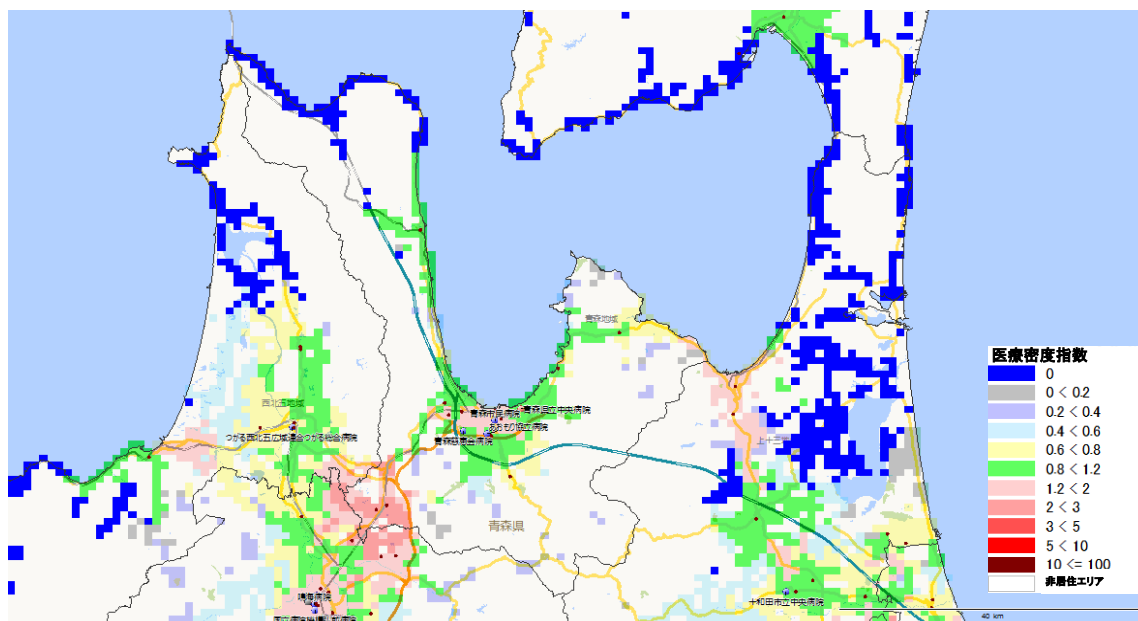 青森地域
青森市民病院
青森県立中央病院
あおもり協立病院
青森慈恵会病院
西北五地域
つがる西北五広域連合つがる総合病院
上十三
青森県
鳴海病院
十和田市立中央病院
40 km
医療密度指数
0
0 < 0.2
0.2 < 0.4
0.4 < 0.6
0.6 < 0.8
0.8 < 1.2
1.2 < 2
2 < 3
3 < 5
5 < 10
10 <= 100
非居住エリア